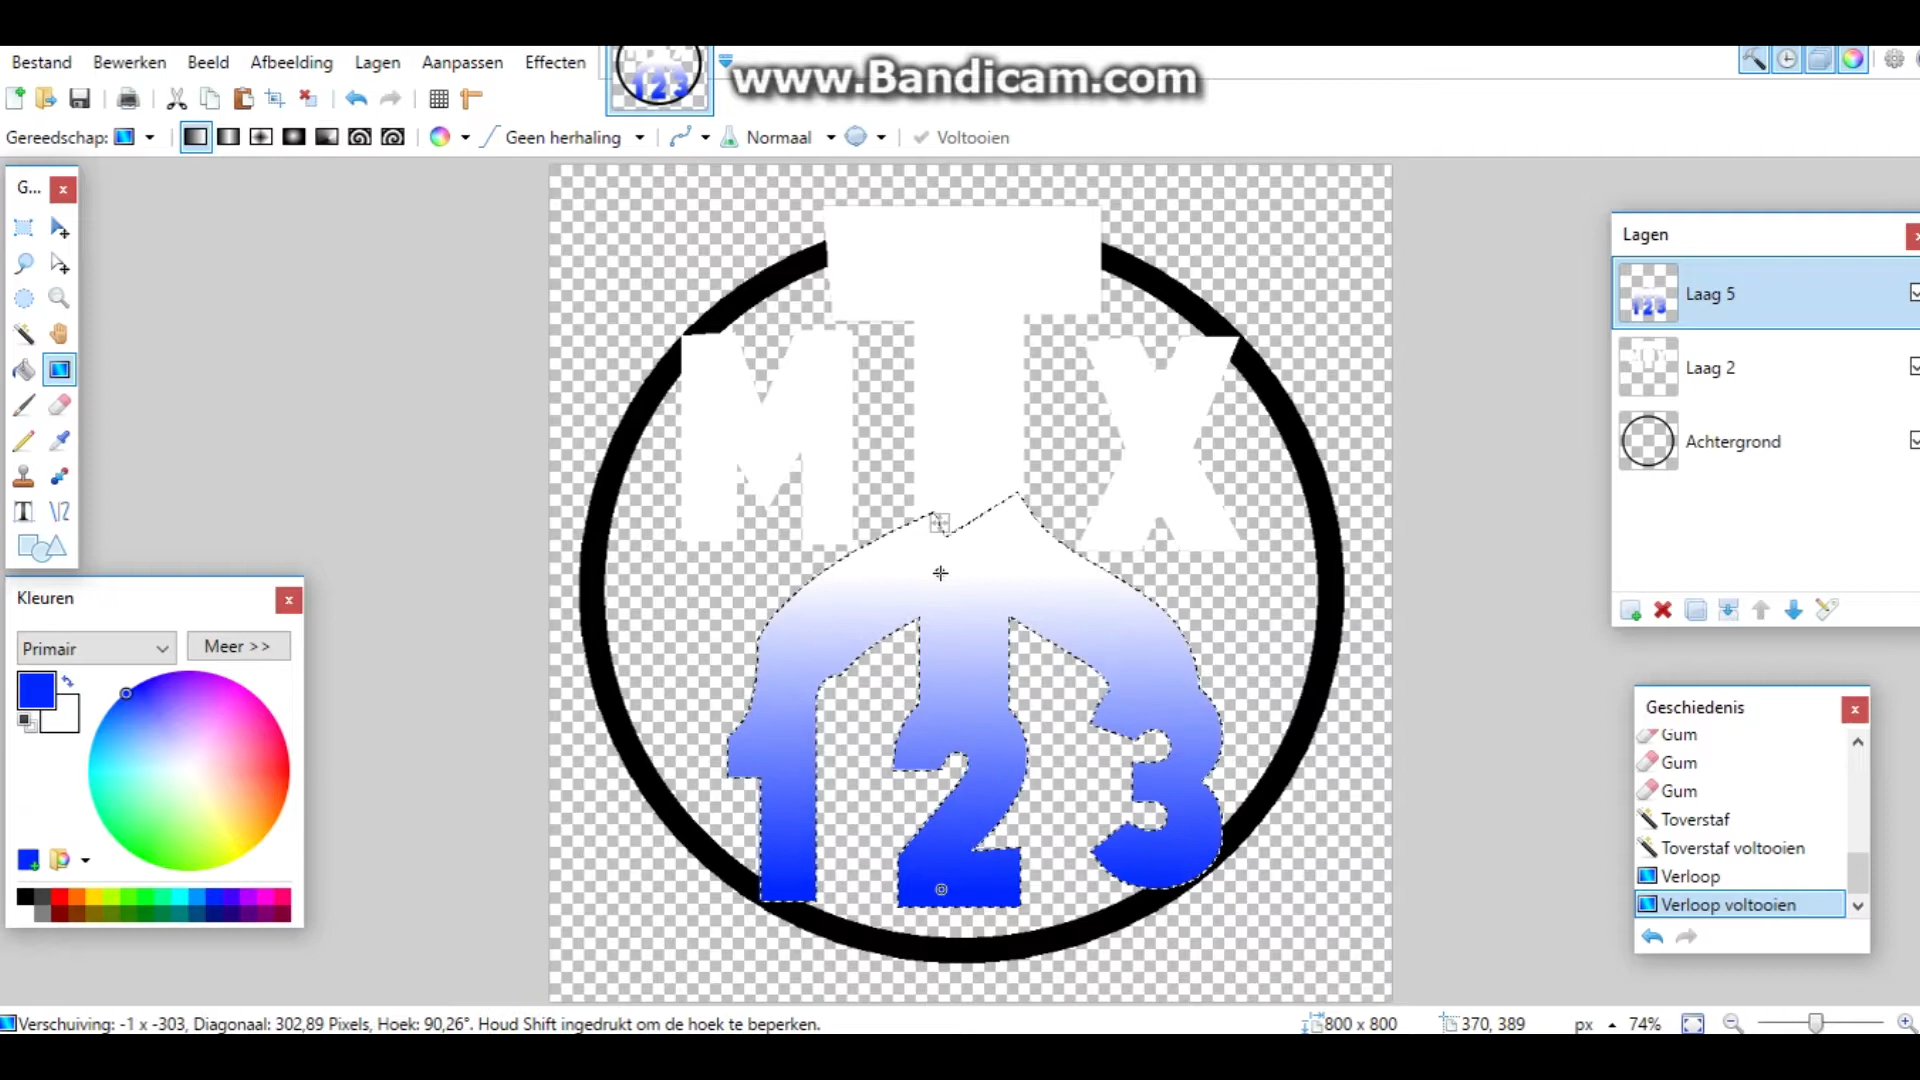 Bestand Bewerken Beeld Afbeelding Lagen Aanpassen Effecten
www.Bandicam.com
Gereedschap: Geen herhaling Normaal Voltooien
G...
MTX
123
Kleuren
Primair Meer >>
Lagen
Laag 5
Laag 2
Achtergrond
Geschiedenis
Gum
Gum
Gum
Toverstaf
Toverstaf voltooien
Verloop
Verloop voltooien
Verschuiving: -1 x -303, Diagonaal: 302,89 Pixels, Hoek: 90,26°. Houd Shift ingedrukt om de hoek te beperken. 800 x 800 370, 389 px 74%